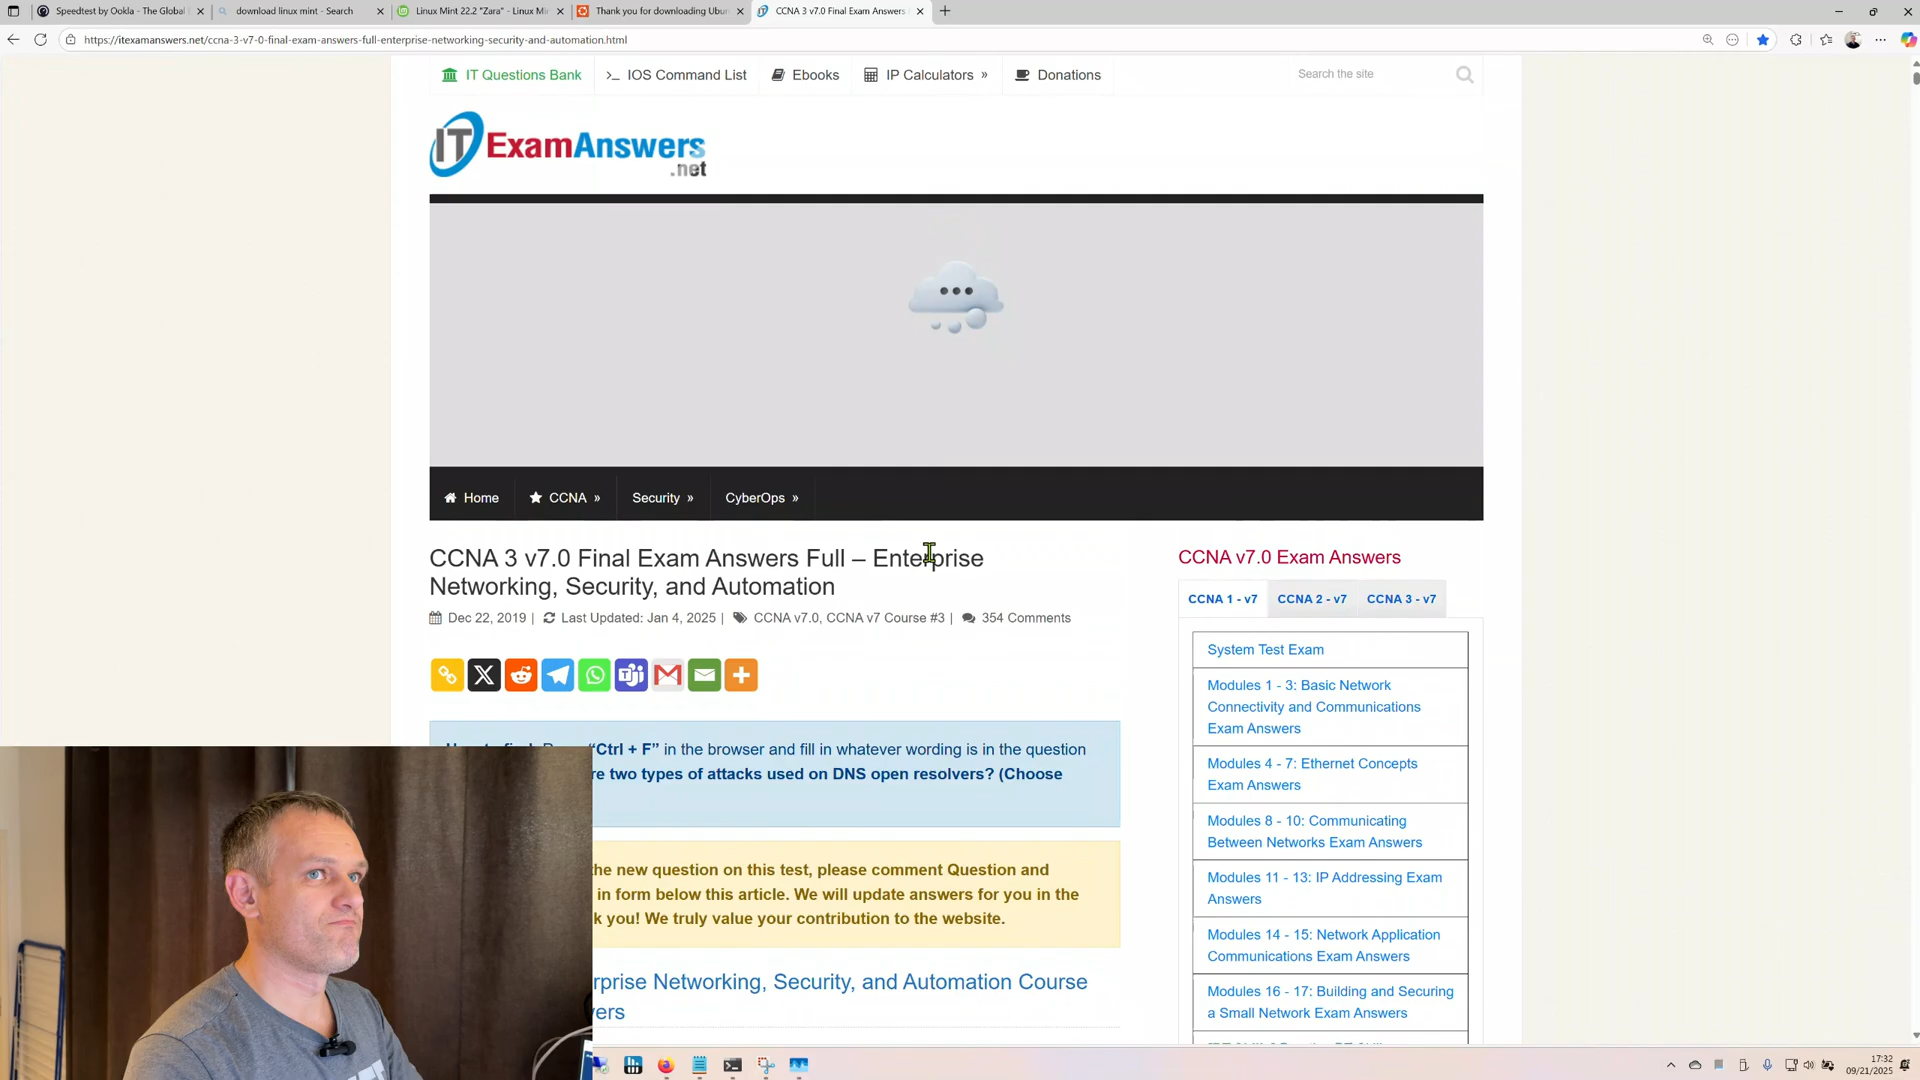 Speedtest by Ookla - The Global
download linux mint - Search
Linux Mint 22.2 "Zara" - Linux Mi
Thank you for downloading Ubu
CCNA 3 v7.0 Final Exam Answers
https://itexamanswers.net/ccna-3-v7-0-final-exam-answers-full-enterprise-networking-security-and-automation.html
IT Questions Bank
>_ IOS Command List
Ebooks
IP Calculators »
Donations
Search the site
IT ExamAnswers
.net
Home
CCNA »
Security »
CyberOps »
CCNA 3 v7.0 Final Exam Answers Full – Enterprise
Networking, Security, and Automation
Dec 22, 2019 | Last Updated: Jan 4, 2025 | CCNA v7.0, CCNA v7 Course #3 | 354 Comments
"Ctrl + F" in the browser and fill in whatever wording is in the question
re two types of attacks used on DNS open resolvers? (Choose
the new question on this test, please comment Question and
in form below this article. We will update answers for you in the
k you! We truly value your contribution to the website.
rprise Networking, Security, and Automation Course
vers
CCNA v7.0 Exam Answers
CCNA 1 - v7
CCNA 2 - v7
CCNA 3 - v7
System Test Exam
Modules 1 - 3: Basic Network
Connectivity and Communications
Exam Answers
Modules 4 - 7: Ethernet Concepts
Exam Answers
Modules 8 - 10: Communicating
Between Networks Exam Answers
Modules 11 - 13: IP Addressing Exam
Answers
Modules 14 - 15: Network Application
Communications Exam Answers
Modules 16 - 17: Building and Securing
a Small Network Exam Answers
17:32
09/21/2025